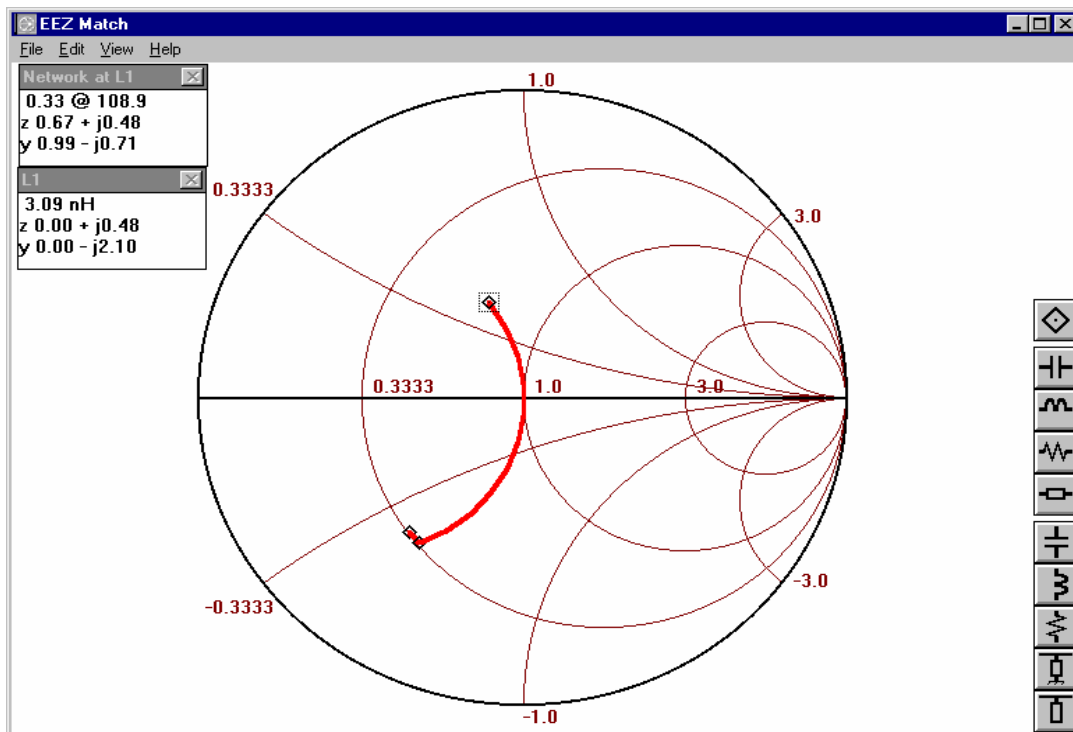 EEZ Match
File Edit View Help
Network at L1
0.33 @ 108.9
z 0.67 + j0.48
y 0.99 - j0.71
L1
3.09 nH
z 0.00 + j0.48
y 0.00 - j2.10
1.0
0.3333
3.0
0.3333
1.0
3.0
-0.3333
-3.0
-1.0